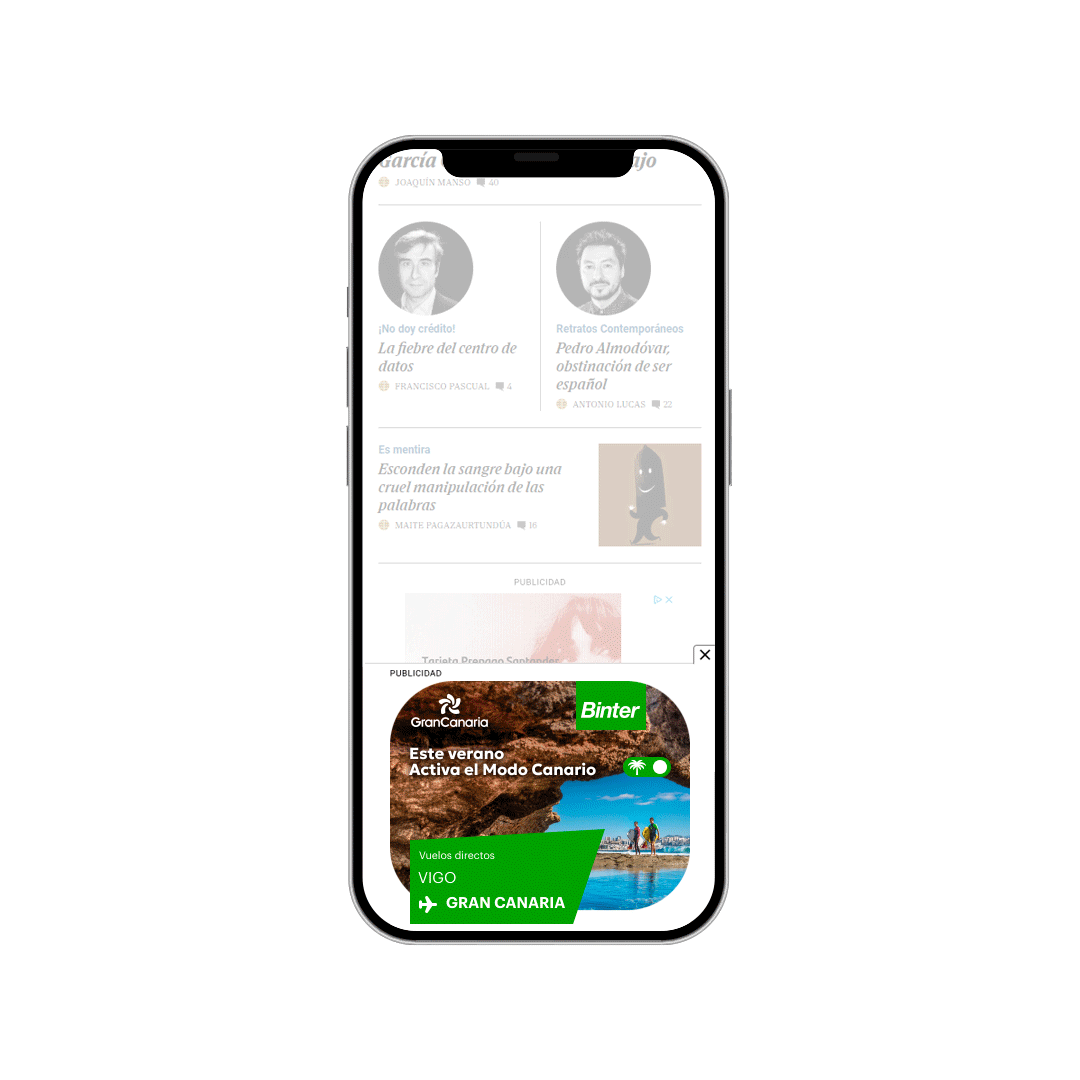 García
ajo
JOAQUÍN MANSO 40
¡No doy crédito!
La fiebre del centro de
datos
FRANCISCO PASCUAL 4
Retratos Contemporáneos
Pedro Almodóvar,
obstinación de ser
español
ANTONIO LUCAS 22
Es mentira
Esconden la sangre bajo una
cruel manipulación de las
palabras
MAITE PAGAZAURTUNDÚA 16
PUBLICIDAD
Tarjeta Prepago Santander
PUBLICIDAD
GranCanaria
Binter
Este verano
Activa el Modo Canario
Vuelos directos
VIGO
GRAN CANARIA